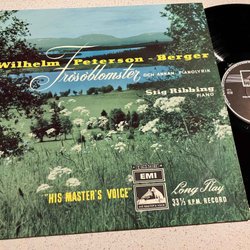 Wilhelm Peterson-Berger
Frösöblomster
OCH ANNAN PIANOLYRIK
Stig Ribbing
PIANO
EMI
"HIS MASTER'S VOICE"
Long Play
33⅓ R.P.M. RECORD